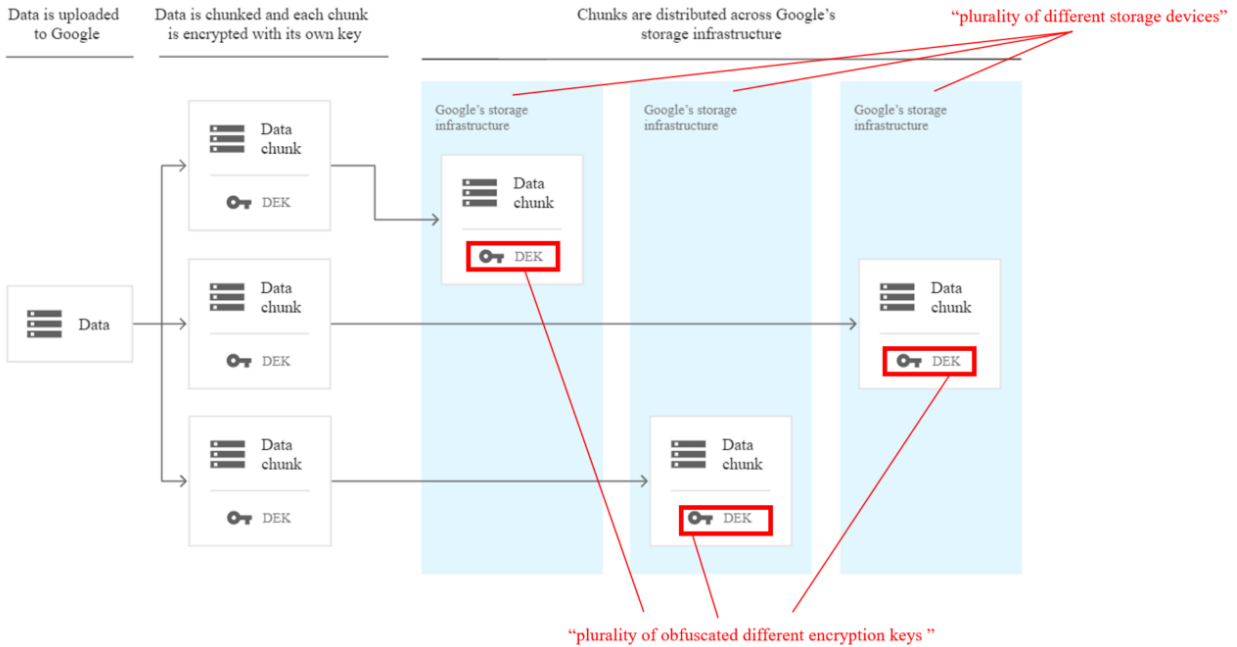 Data is uploaded
to Google
Data is chunked and each chunk
is encrypted with its own key
Chunks are distributed across Google’s
storage infrastructure
“plurality of different storage devices”
Google’s storage
infrastructure
Google’s storage
infrastructure
Google’s storage
infrastructure
Data
chunk
DEK
Data
chunk
DEK
Data
Data
chunk
DEK
Data
chunk
DEK
Data
chunk
DEK
Data
chunk
DEK
“plurality of obfuscated different encryption keys ”